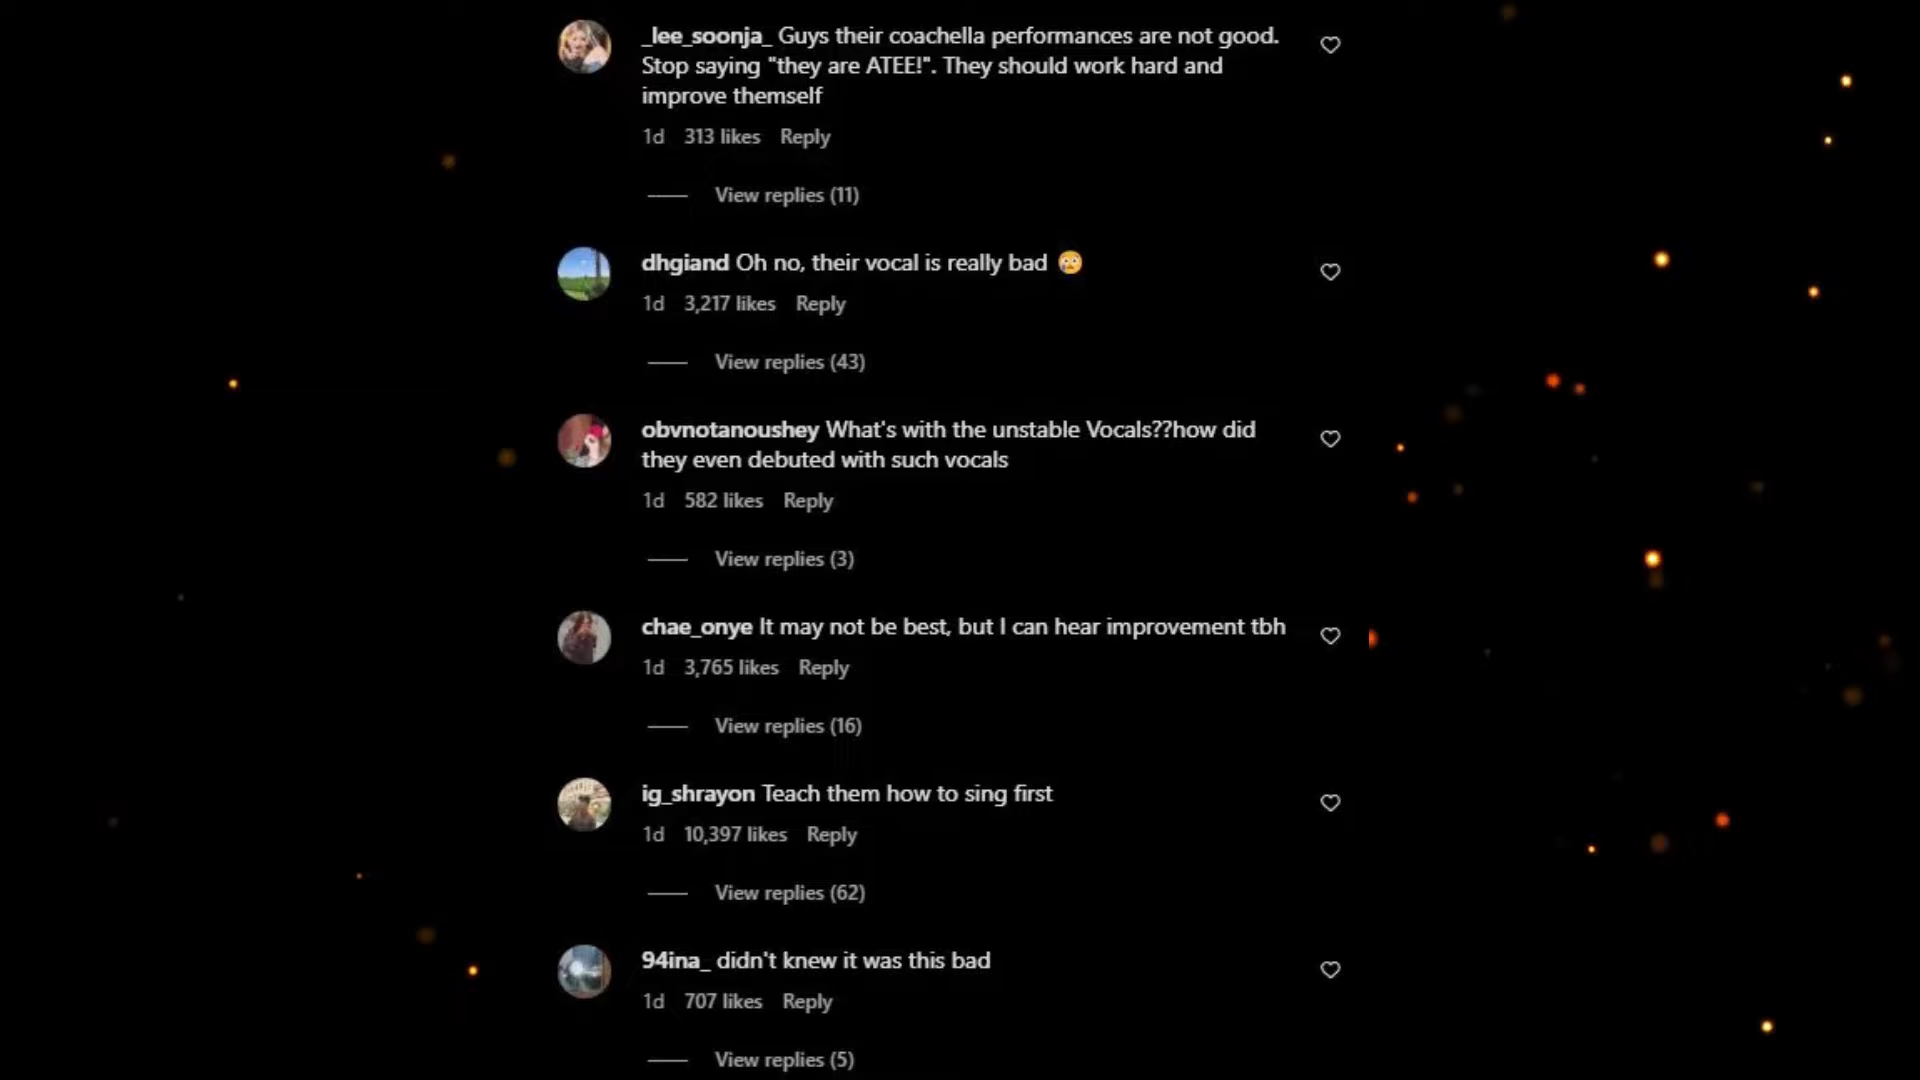 _lee_soonja_ Guys their coachella performances are not good.
Stop saying "they are ATEE!". They should work hard and
improve themself
1d 313 likes Reply
View replies (11)
dhgiand Oh no, their vocal is really bad 😢
1d 3,217 likes Reply
View replies (43)
obvnotanoushey What's with the unstable Vocals??how did
they even debuted with such vocals
1d 582 likes Reply
View replies (3)
chae_onye It may not be best, but I can hear improvement tbh
1d 3,765 likes Reply
View replies (16)
ig_shrayon Teach them how to sing first
1d 10,397 likes Reply
View replies (62)
94ina_ didn't knew it was this bad
1d 707 likes Reply
View replies (5)